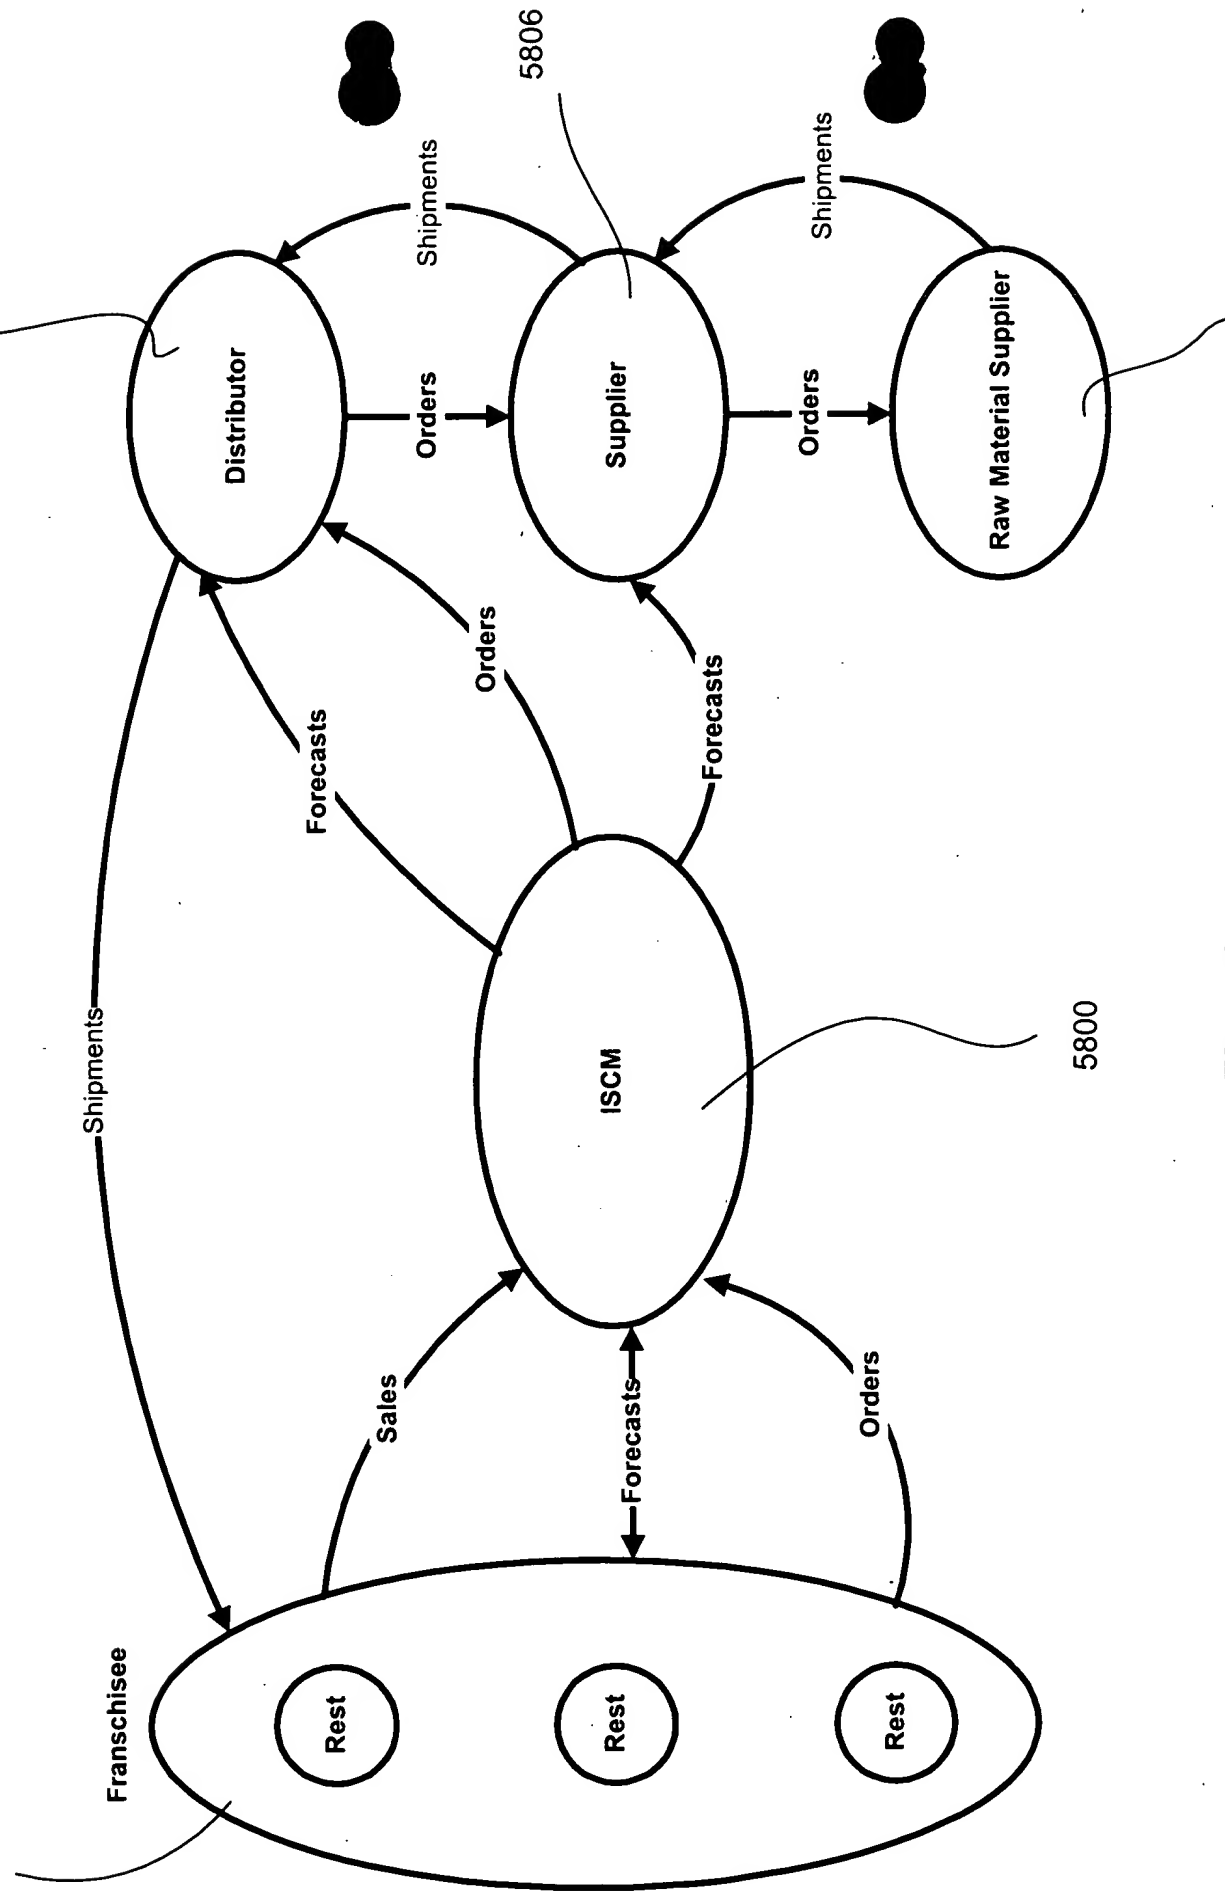 Franschisee
Rest
Rest
Rest
Shipments
Sales
Forecasts
Orders
ISCM
5800
Forecasts
Orders
Forecasts
Distributor
Orders
Supplier
Orders
Raw Material Supplier
Shipments
Shipments
5806